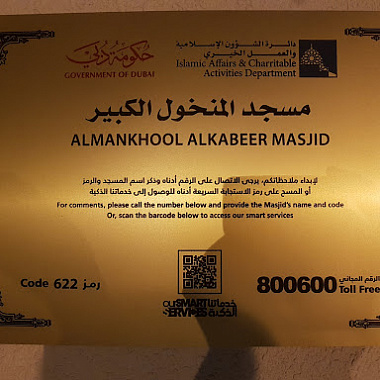 حكومة دبي
GOVERNMENT OF DUBAI
دائرة الشؤون الإسلامية
والعمل الخيري
Islamic Affairs & Charritable
Activities Department
مسجد المنخول الكبير
ALMANKHOOL ALKABEER MASJID
لإبداء ملاحظاتكم، يرجى الاتصال على الرقم أدناه وذكر اسم المسجد والرمز
أو المسح على رمز الاستجابة السريعة أدناه للوصول إلى خدماتنا الذكية
For comments, please call the number below and provide the Masjid's name and code
Or, scan the barcode below to access our smart services
Code 622 رمز
800600 الرقم المجاني
Toll Free
ourSMART خدماتنا
SERVICES الذكية